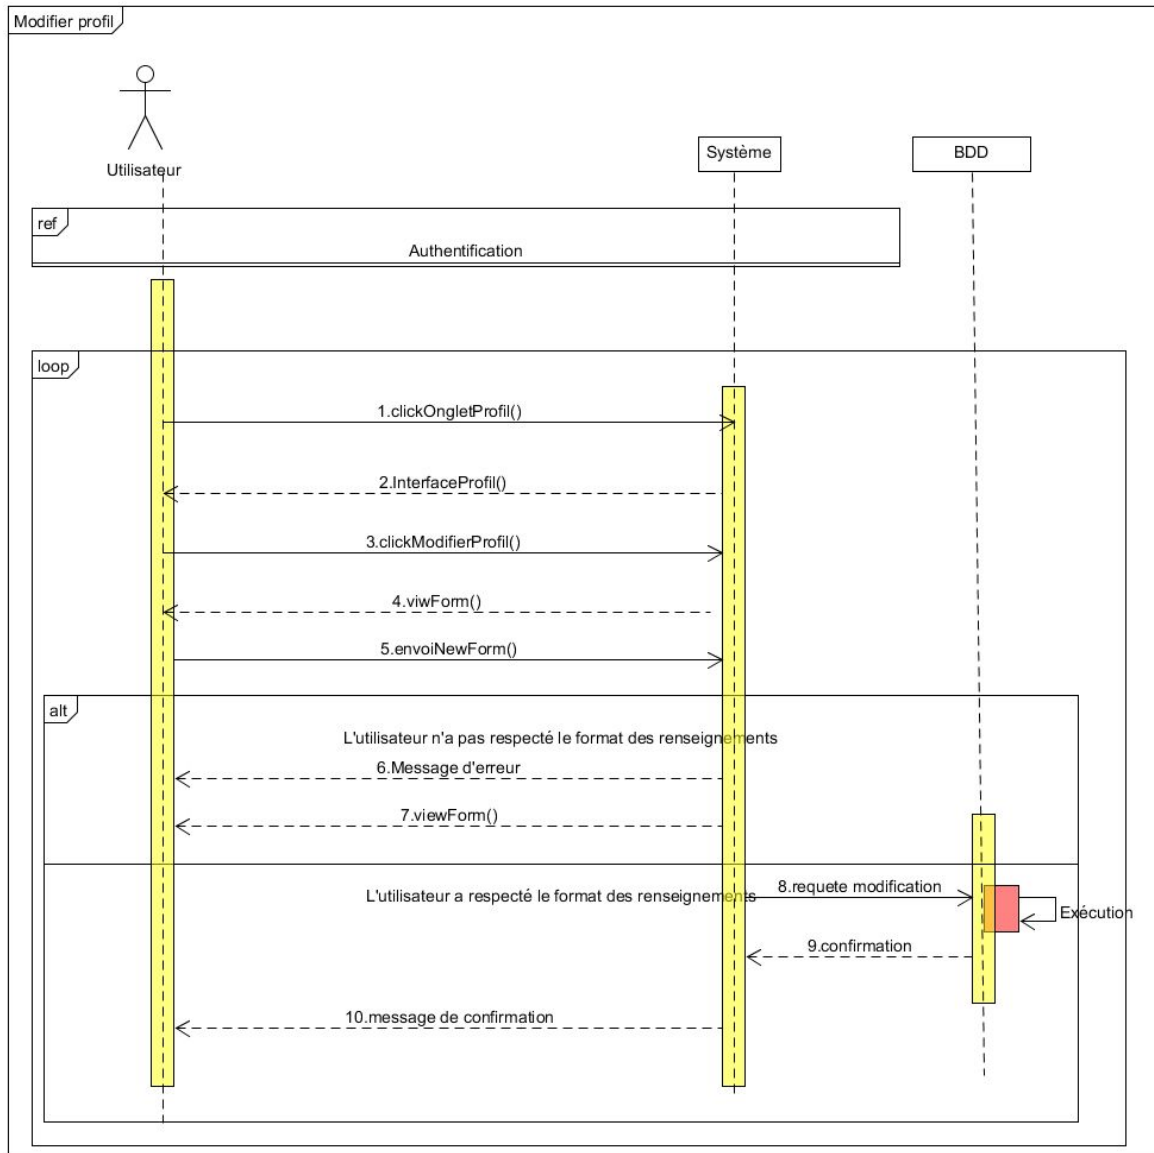 Modifier profil
Utilisateur
Système
BDD
ref
Authentification
loop
1.clickOngletProfil()
2.InterfaceProfil()
3.clickModifierProfil()
4.viwForm()
5.envoiNewForm()
alt
L'utilisateur n'a pas respecté le format des renseignements
6.Message d'erreur
7.viewForm()
8.requete modification
L'utilisateur a respecté le format des renseignements
Exécution
9.confirmation
10.message de confirmation